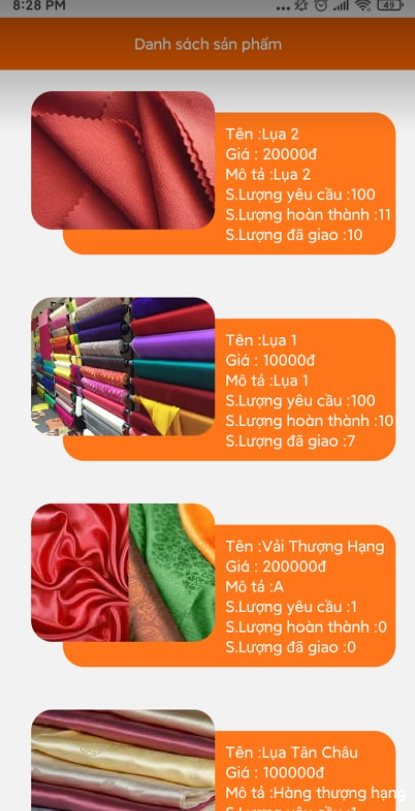 8:28 PM
49
Danh sách sản phẩm
Tên :Lụa 2
Giá : 20000đ
Mô tả :Lụa 2
S.Lượng yêu cầu :100
S.Lượng hoàn thành :11
S.Lượng đã giao :10
Tên :Lụa 1
Giá : 10000đ
Mô tả :Lụa 1
S.Lượng yêu cầu :100
S.Lượng hoàn thành :10
S.Lượng đã giao :7
Tên :Vải Thượng Hạng
Giá : 200000đ
Mô tả :A
S.Lượng yêu cầu :1
S.Lượng hoàn thành :0
S.Lượng đã giao :0
Tên :Lụa Tân Châu
Giá : 100000đ
Mô tả :Hàng thượng hạng